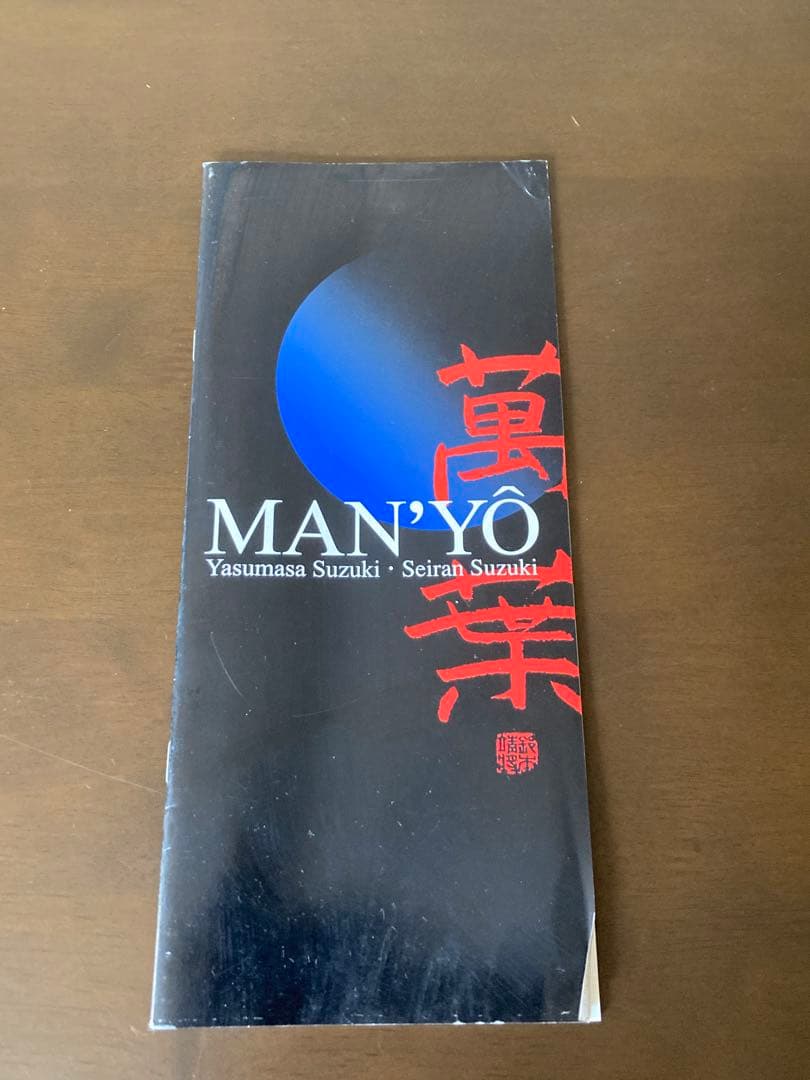 萬葉
MAN’YÔ
Yasumasa Suzuki · Seiran Suzuki